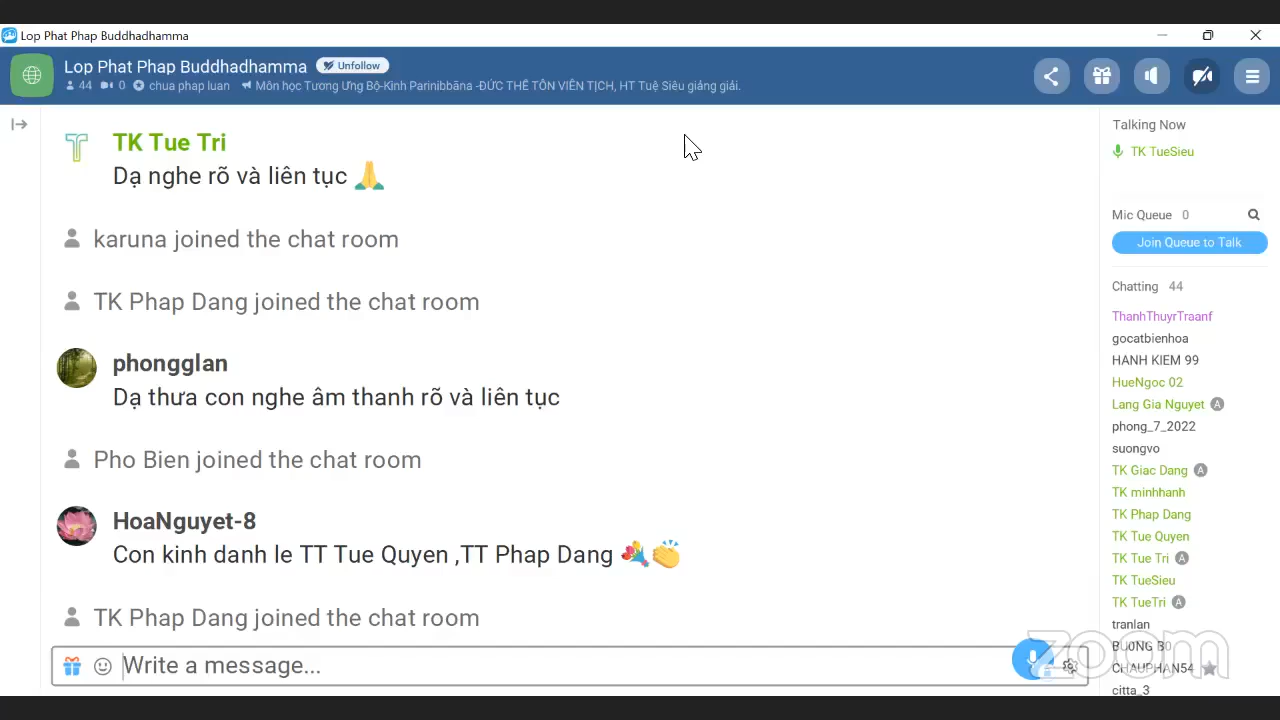 Lop Phat Phap Buddhadhamma
Lop Phat Phap Buddhadhamma Unfollow
44 0 chua phap luan Môn học Tương Ưng Bộ-Kinh Parinibbāna -ĐỨC THẾ TÔN VIÊN TỊCH, HT Tuệ Siêu giảng giải.
TK Tue Tri
Dạ nghe rõ và liên tục
karuna joined the chat room
TK Phap Dang joined the chat room
phongglan
Dạ thưa con nghe âm thanh rõ và liên tục
Pho Bien joined the chat room
HoaNguyet-8
Con kinh danh le TT Tue Quyen ,TT Phap Dang
TK Phap Dang joined the chat room
Write a message...
Talking Now
TK TueSieu
Mic Queue 0
Join Queue to Talk
Chatting 44
ThanhThuyrTraanf
gocatbienhoa
HANH KIEM 99
HueNgoc 02
Lang Gia Nguyet A
phong_7_2022
suongvo
TK Giac Dang A
TK minhhanh
TK Phap Dang
TK Tue Quyen
TK Tue Tri A
TK TueSieu
TK TueTri A
tranlan
CHAUPHAN54
citta_3
zoom